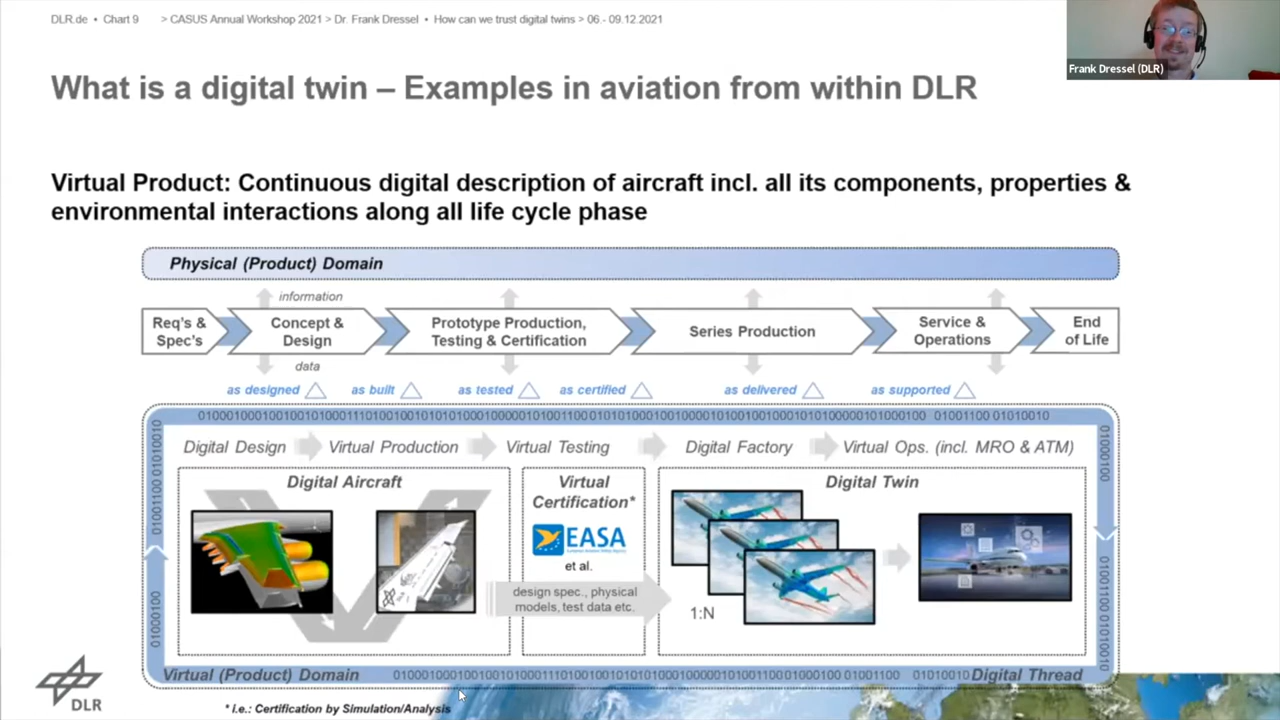 DLR.de • Chart 9 > CASUS Annual Workshop 2021 > Dr. Frank Dressel • How can we trust digital twins > 06.- 09.12.2021
Frank Dressel (DLR)
What is a digital twin – Examples in aviation from within DLR
Virtual Product: Continuous digital description of aircraft incl. all its components, properties &
environmental interactions along all life cycle phase
Physical (Product) Domain
information
Req's &
Spec's
Concept &
Design
Prototype Production,
Testing & Certification
Series Production
Service &
Operations
End
of Life
data
as designed
as built
as tested
as certified
as delivered
as supported
Digital Design
Virtual Production
Virtual Testing
Digital Factory
Virtual Ops. (incl. MRO & ATM)
Digital Aircraft
Virtual
Certification*
EASA
et al.
design spec., physical
models, test data etc.
Digital Twin
1:N
Virtual (Product) Domain
Digital Thread
DLR
* i.e.: Certification by Simulation/Analysis